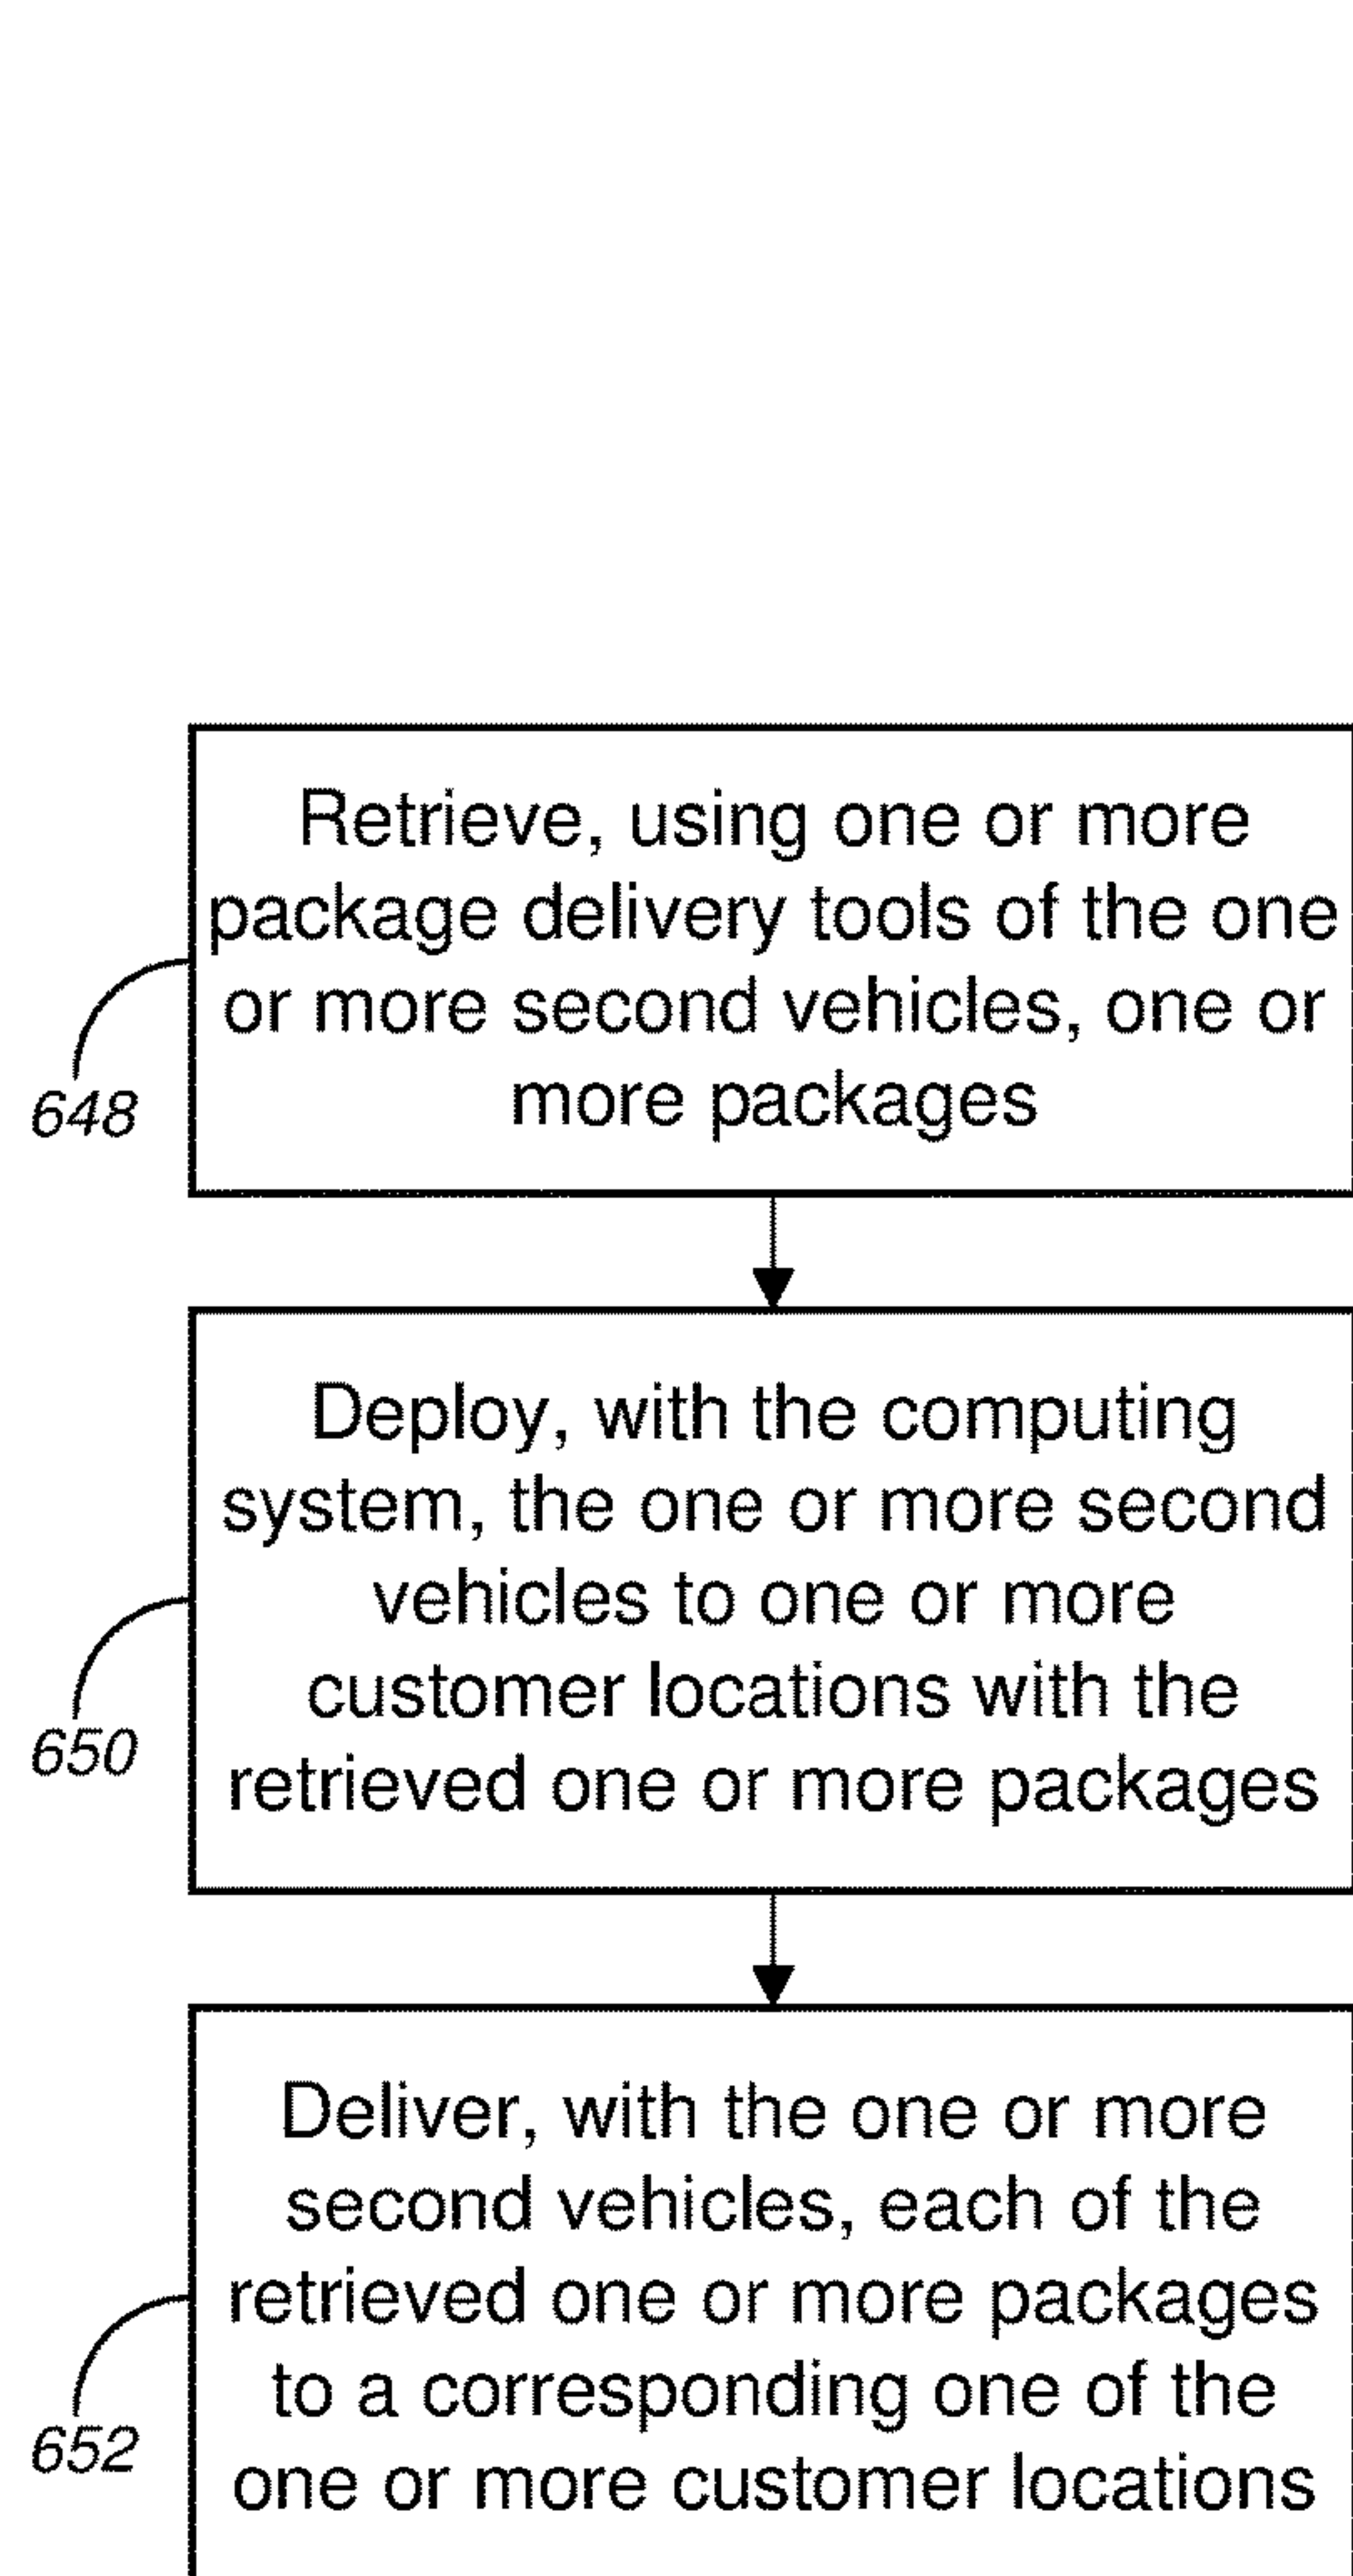 Retrieve, using one or more
package delivery tools of the one
or more second vehicles, one or
more packages
648
Deploy, with the computing
system, the one or more second
vehicles to one or more
customer locations with the
retrieved one or more packages
650
Deliver, with the one or more
second vehicles, each of the
retrieved one or more packages
to a corresponding one of the
one or more customer locations
652